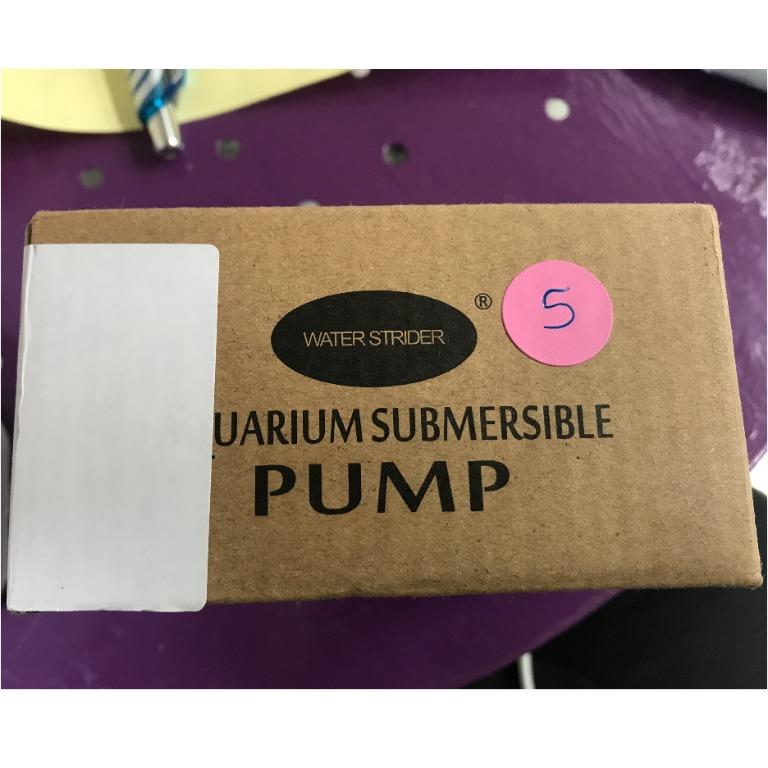 WATER STRIDER
®
5
UARIUM SUBMERSIBLE
PUMP